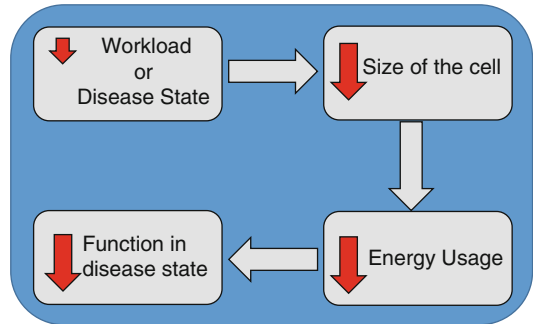 Workload
or
Disease State
Size of the cell
Energy Usage
Function in
disease state